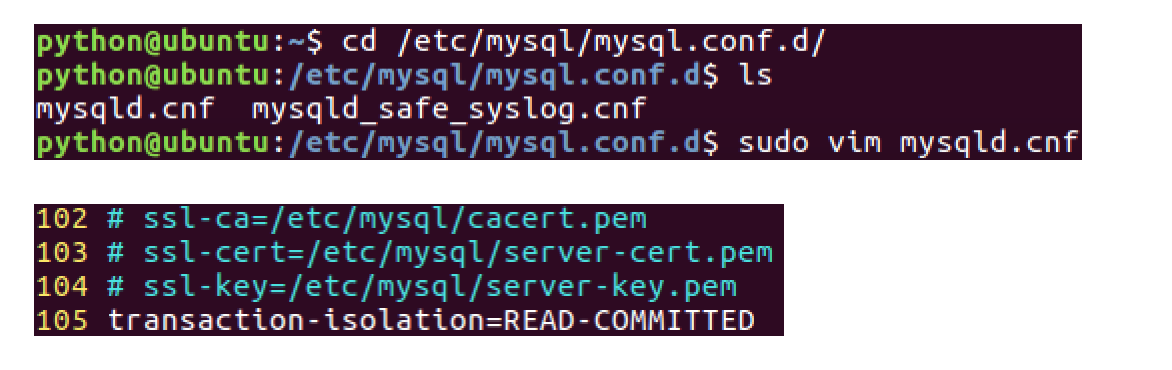 python@ubuntu:~$ cd /etc/mysql/mysql.conf.d/
python@ubuntu:/etc/mysql/mysql.conf.d$ ls
mysqld.cnf  mysqld_safe_syslog.cnf
python@ubuntu:/etc/mysql/mysql.conf.d$ sudo vim mysqld.cnf
102 # ssl-ca=/etc/mysql/cacert.pem
103 # ssl-cert=/etc/mysql/server-cert.pem
104 # ssl-key=/etc/mysql/server-key.pem
105 transaction-isolation=READ-COMMITTED